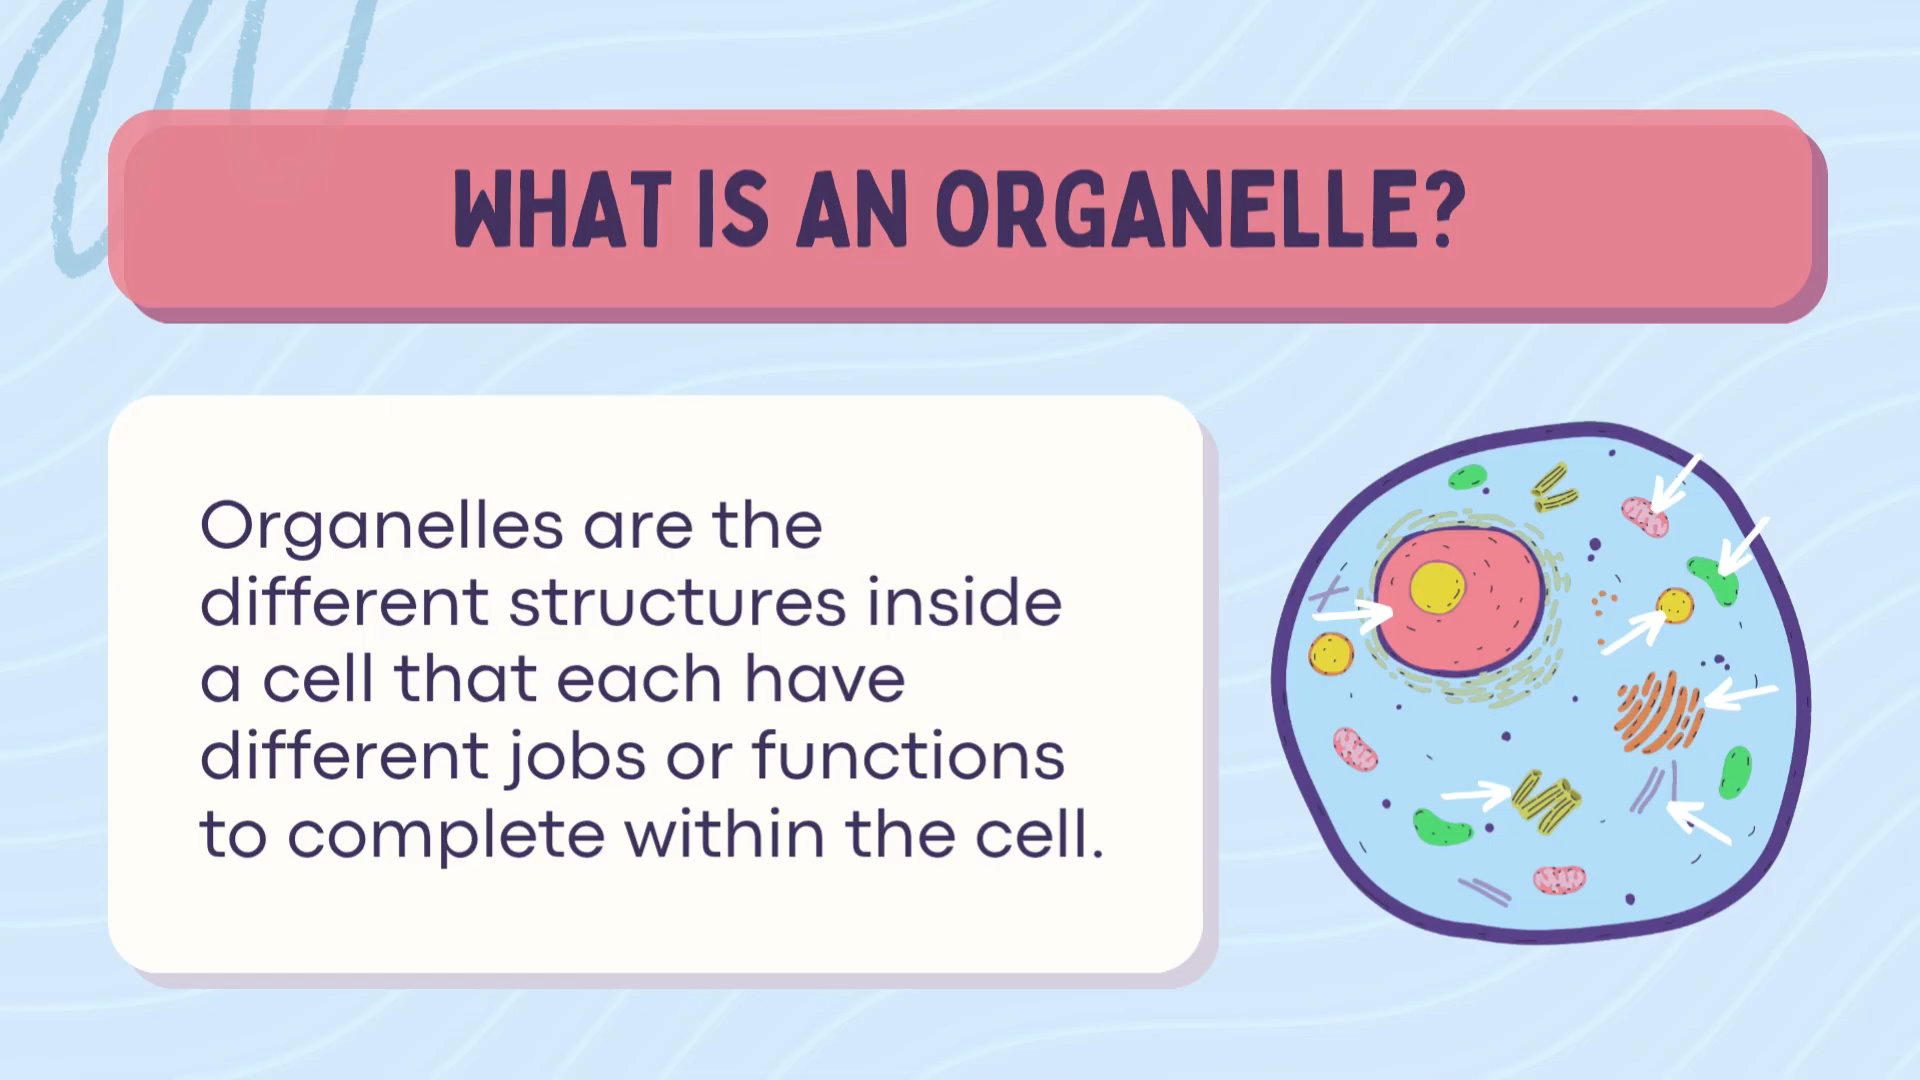 WHAT IS AN ORGANELLE?
Organelles are the
different structures inside
a cell that each have
different jobs or functions
to complete within the cell.